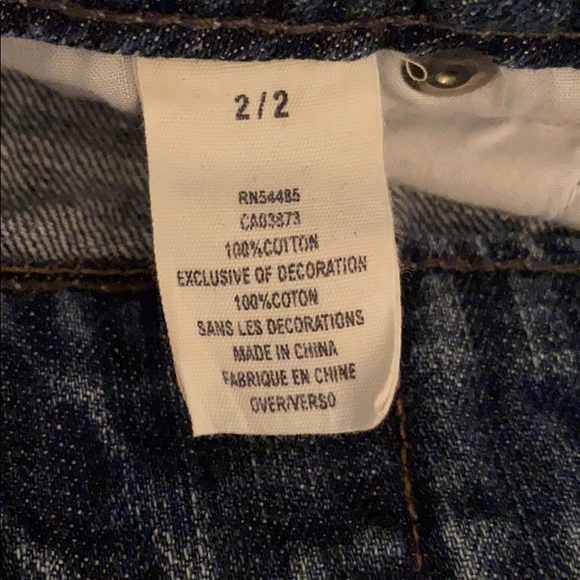 2/2
RN54485
CA03873
100%COTTON
EXCLUSIVE OF DECORATION
100%COTON
SANS LES DECORATIONS
MADE IN CHINA
FABRIQUE EN CHINE
OVER/VERSO